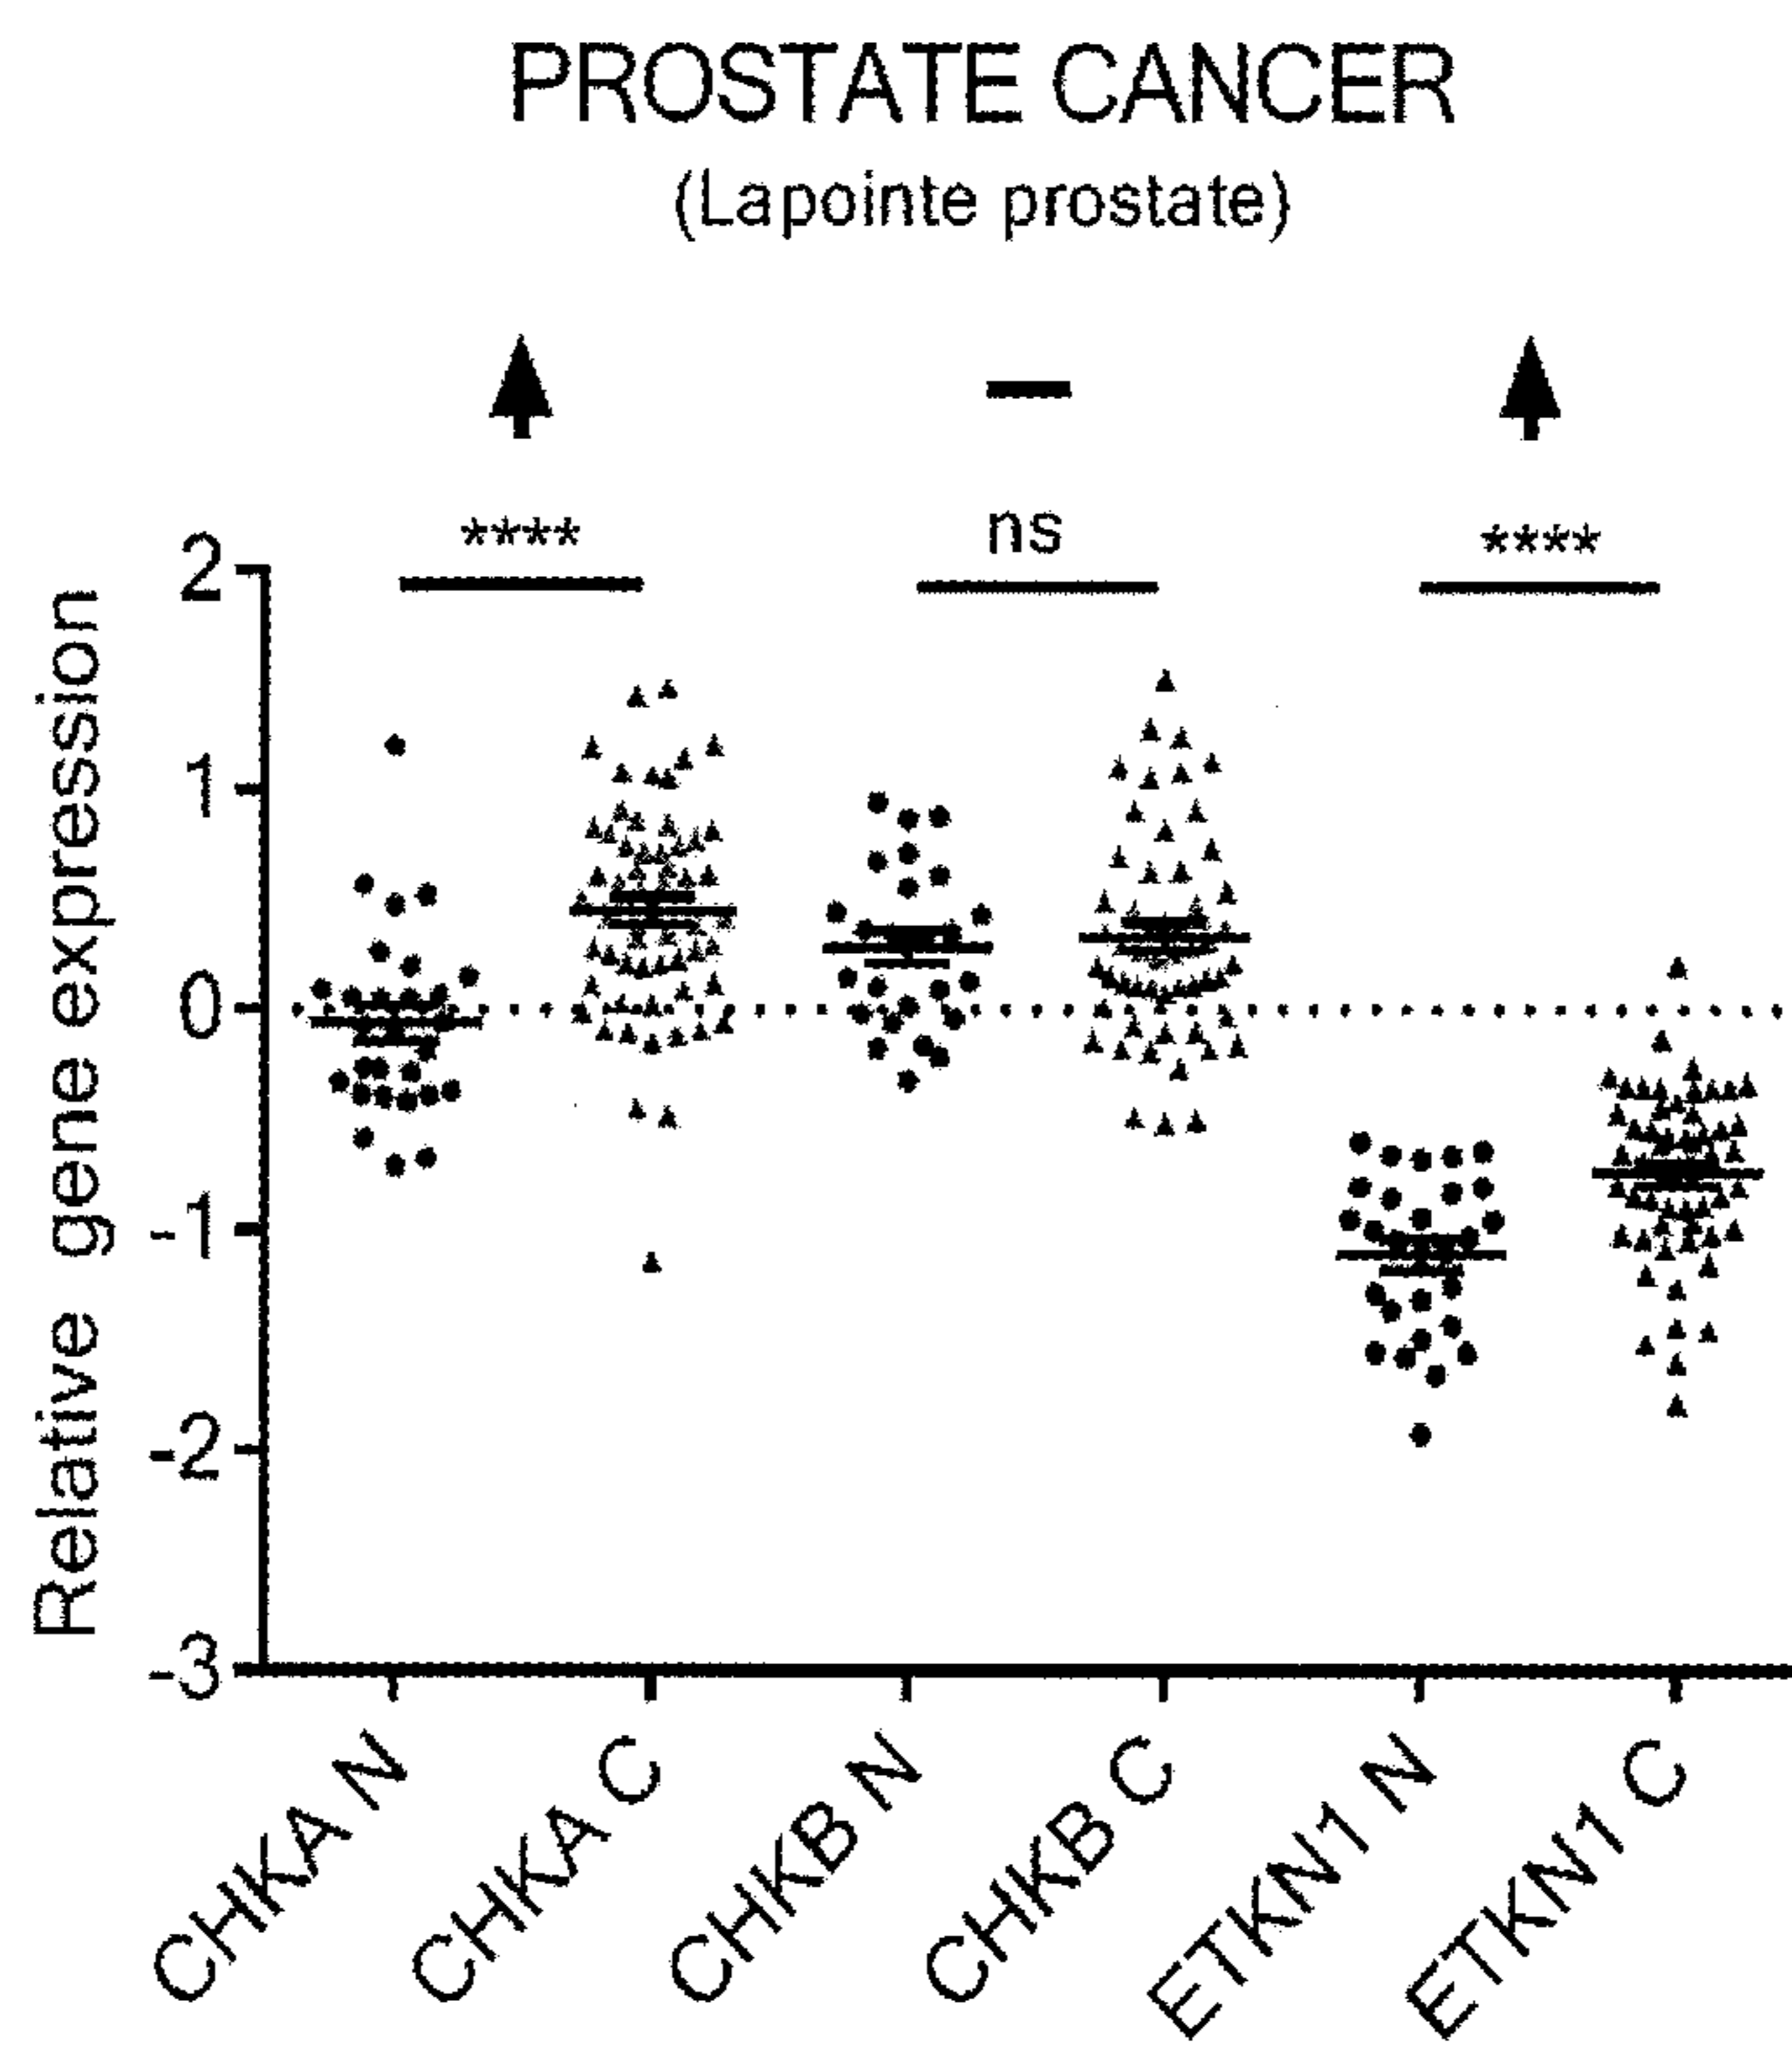 PROSTATE CANCER
(Lapointe prostate)
****
ns
****
Relative gene expression
2
1
0
-1
-2
-3
CHKA N
CHKA C
CHKB N
CHKB C
ETKN1 N
ETKN1 C